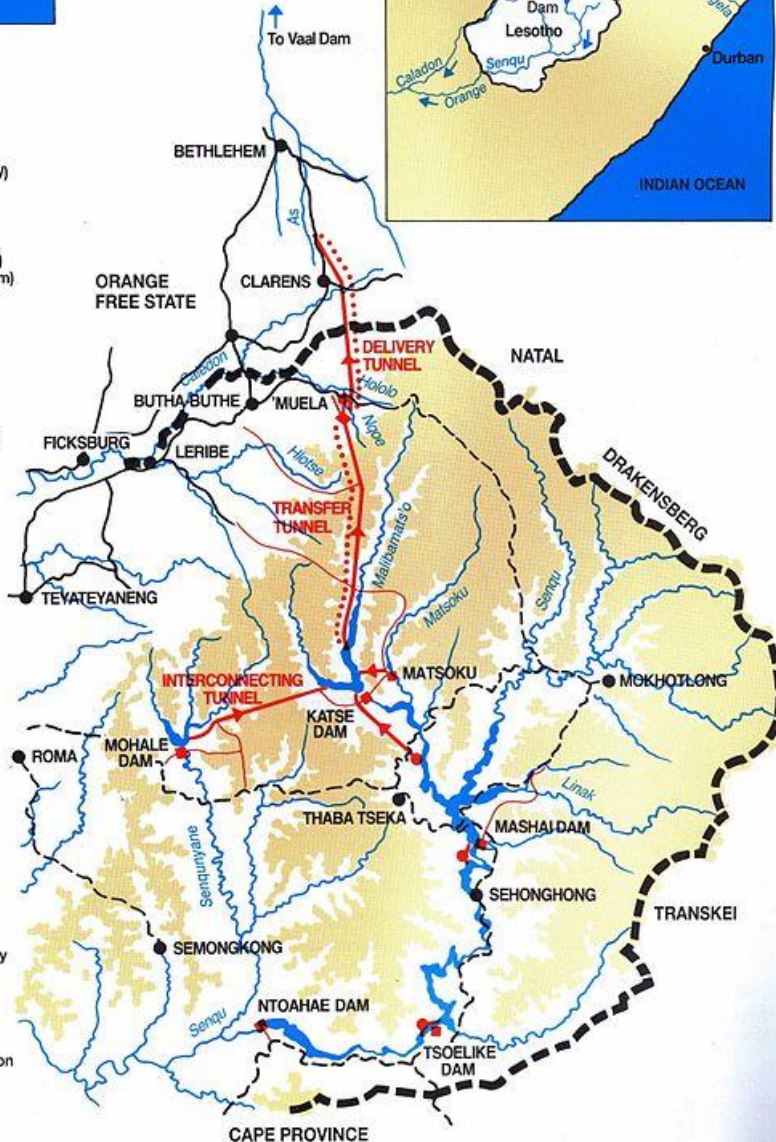 Dam
Lesotho
Caladon
Senqu
Orange
Durban
INDIAN OCEAN
To Vaal Dam
BETHLEHEM
As
ORANGE
FREE STATE
CLARENS
DELIVERY
TUNNEL
NATAL
Caledon
Hololo
BUTHA-BUTHE
'MUELA
Nqoe
FICKSBURG
LERIBE
Hlotse
DRAKENSBERG
TRANSFER
TUNNEL
Malibamats'o
Matsoku
Senqu
TEYATEYANENG
INTERCONNECTING
TUNNEL
MATSOKU
MOKHOTLONG
KATSE
DAM
MOHALE
DAM
ROMA
Linak
THABA TSEKA
MASHAI DAM
Senqunyane
SEHONGHONG
TRANSKEI
SEMONGKONG
NTOAHAE DAM
Senqu
TSOELIKE
DAM
CAPE PROVINCE